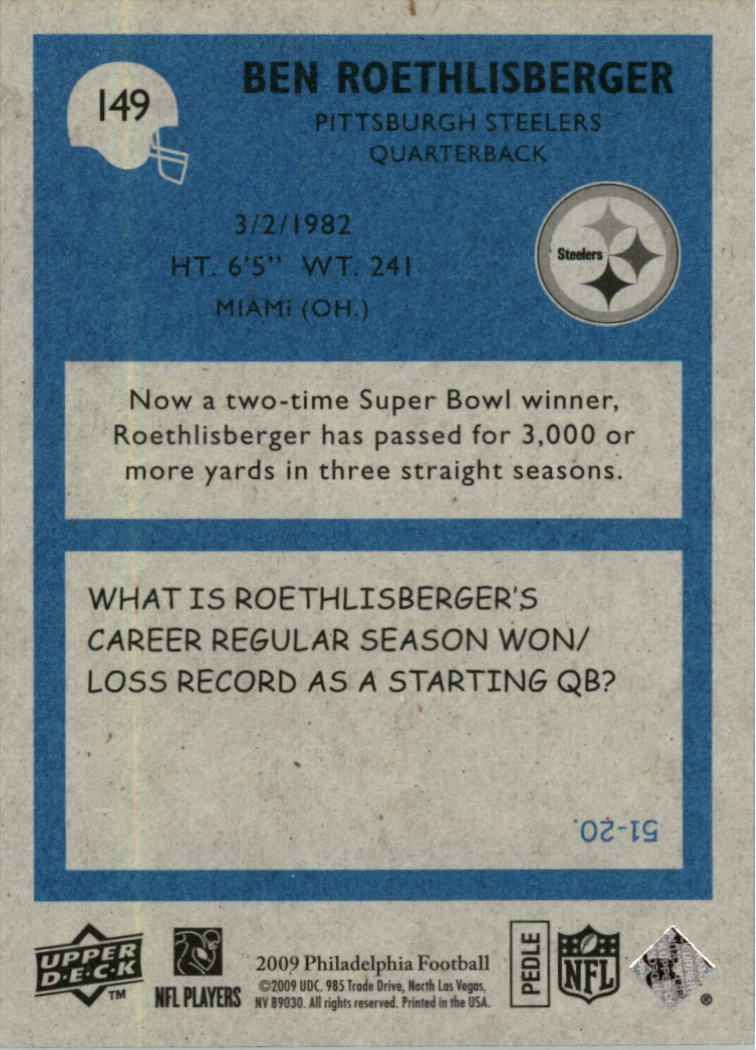 149
BEN ROETHLISBERGER
PITTSBURGH STEELERS
QUARTERBACK
3/2/1982
HT. 6'5" WT. 241
MIAMi (OH.)
Steelers
Now a two-time Super Bowl winner,
Roethlisberger has passed for 3,000 or
more yards in three straight seasons.
WHAT IS ROETHLISBERGER'S
CAREER REGULAR SEASON WON/
LOSS RECORD AS A STARTING QB?
51-20.
UPPER
D·E·C·K
TM
NFL PLAYERS
2009 Philadelphia Football
©2009 UDC. 985 Trade Drive, North Las Vegas,
NV 89030. All rights reserved. Printed in the USA.
PEDLE
NFL
®